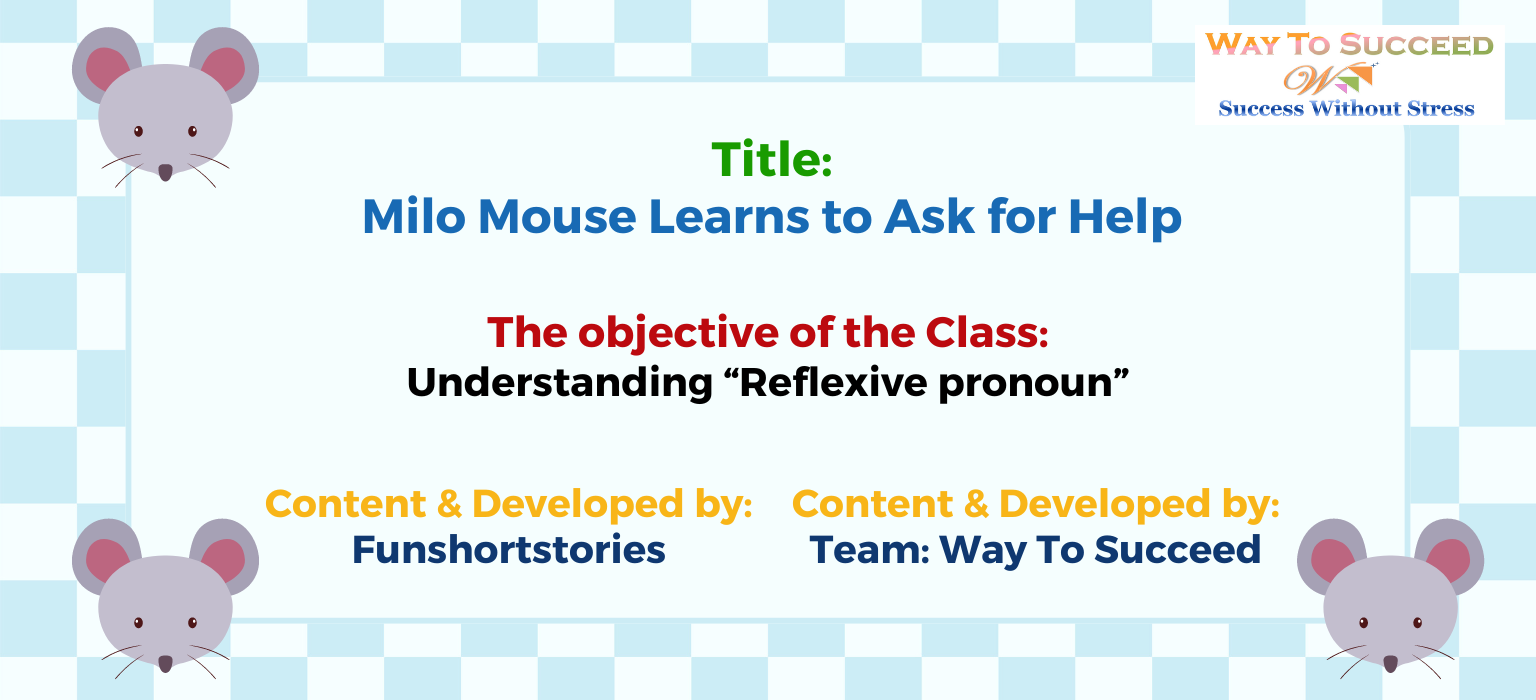 WAY TO SUCCEED
W
Success Without Stress
Title:
Milo Mouse Learns to Ask for Help
The objective of the Class:
Understanding “Reflexive pronoun”
Content & Developed by:
Funshortstories
Content & Developed by:
Team: Way To Succeed